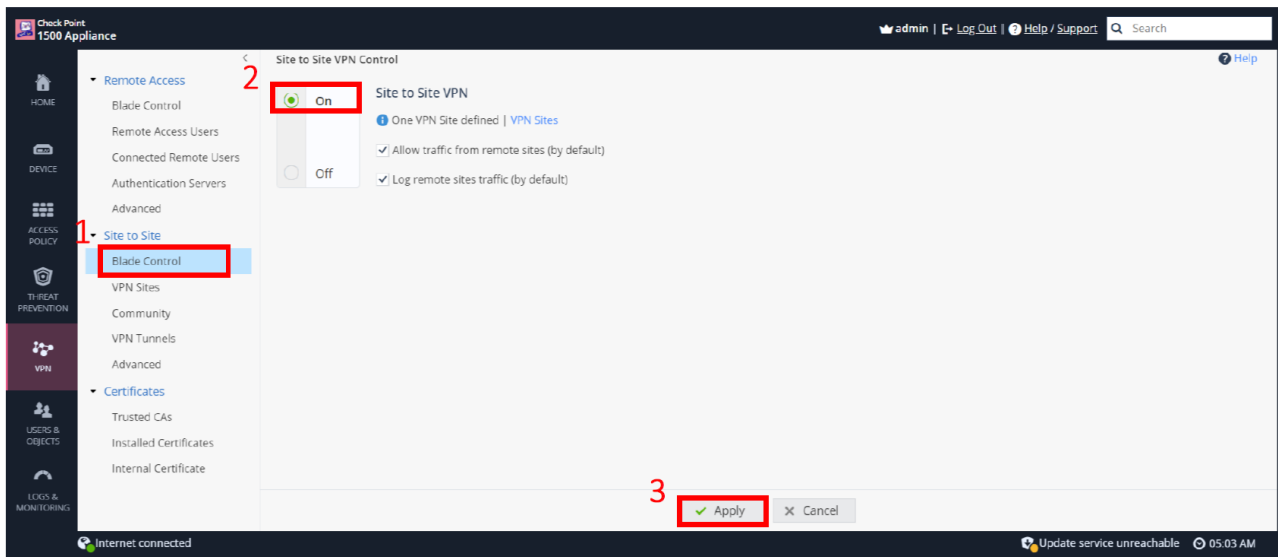 Check Point
1500 Appliance
admin | Log Out | Help / Support
Search
HOME
DEVICE
ACCESS
POLICY
THREAT
PREVENTION
VPN
USERS &
OBJECTS
LOGS &
MONITORING
Remote Access
Blade Control
Remote Access Users
Connected Remote Users
Authentication Servers
Advanced
1
Site to Site
Blade Control
VPN Sites
Community
VPN Tunnels
Advanced
Certificates
Trusted CAs
Installed Certificates
Internal Certificate
Site to Site VPN Control
Help
2
On
Off
Site to Site VPN
One VPN Site defined | VPN Sites
Allow traffic from remote sites (by default)
Log remote sites traffic (by default)
3
Apply
Cancel
Internet connected
Update service unreachable
05:03 AM